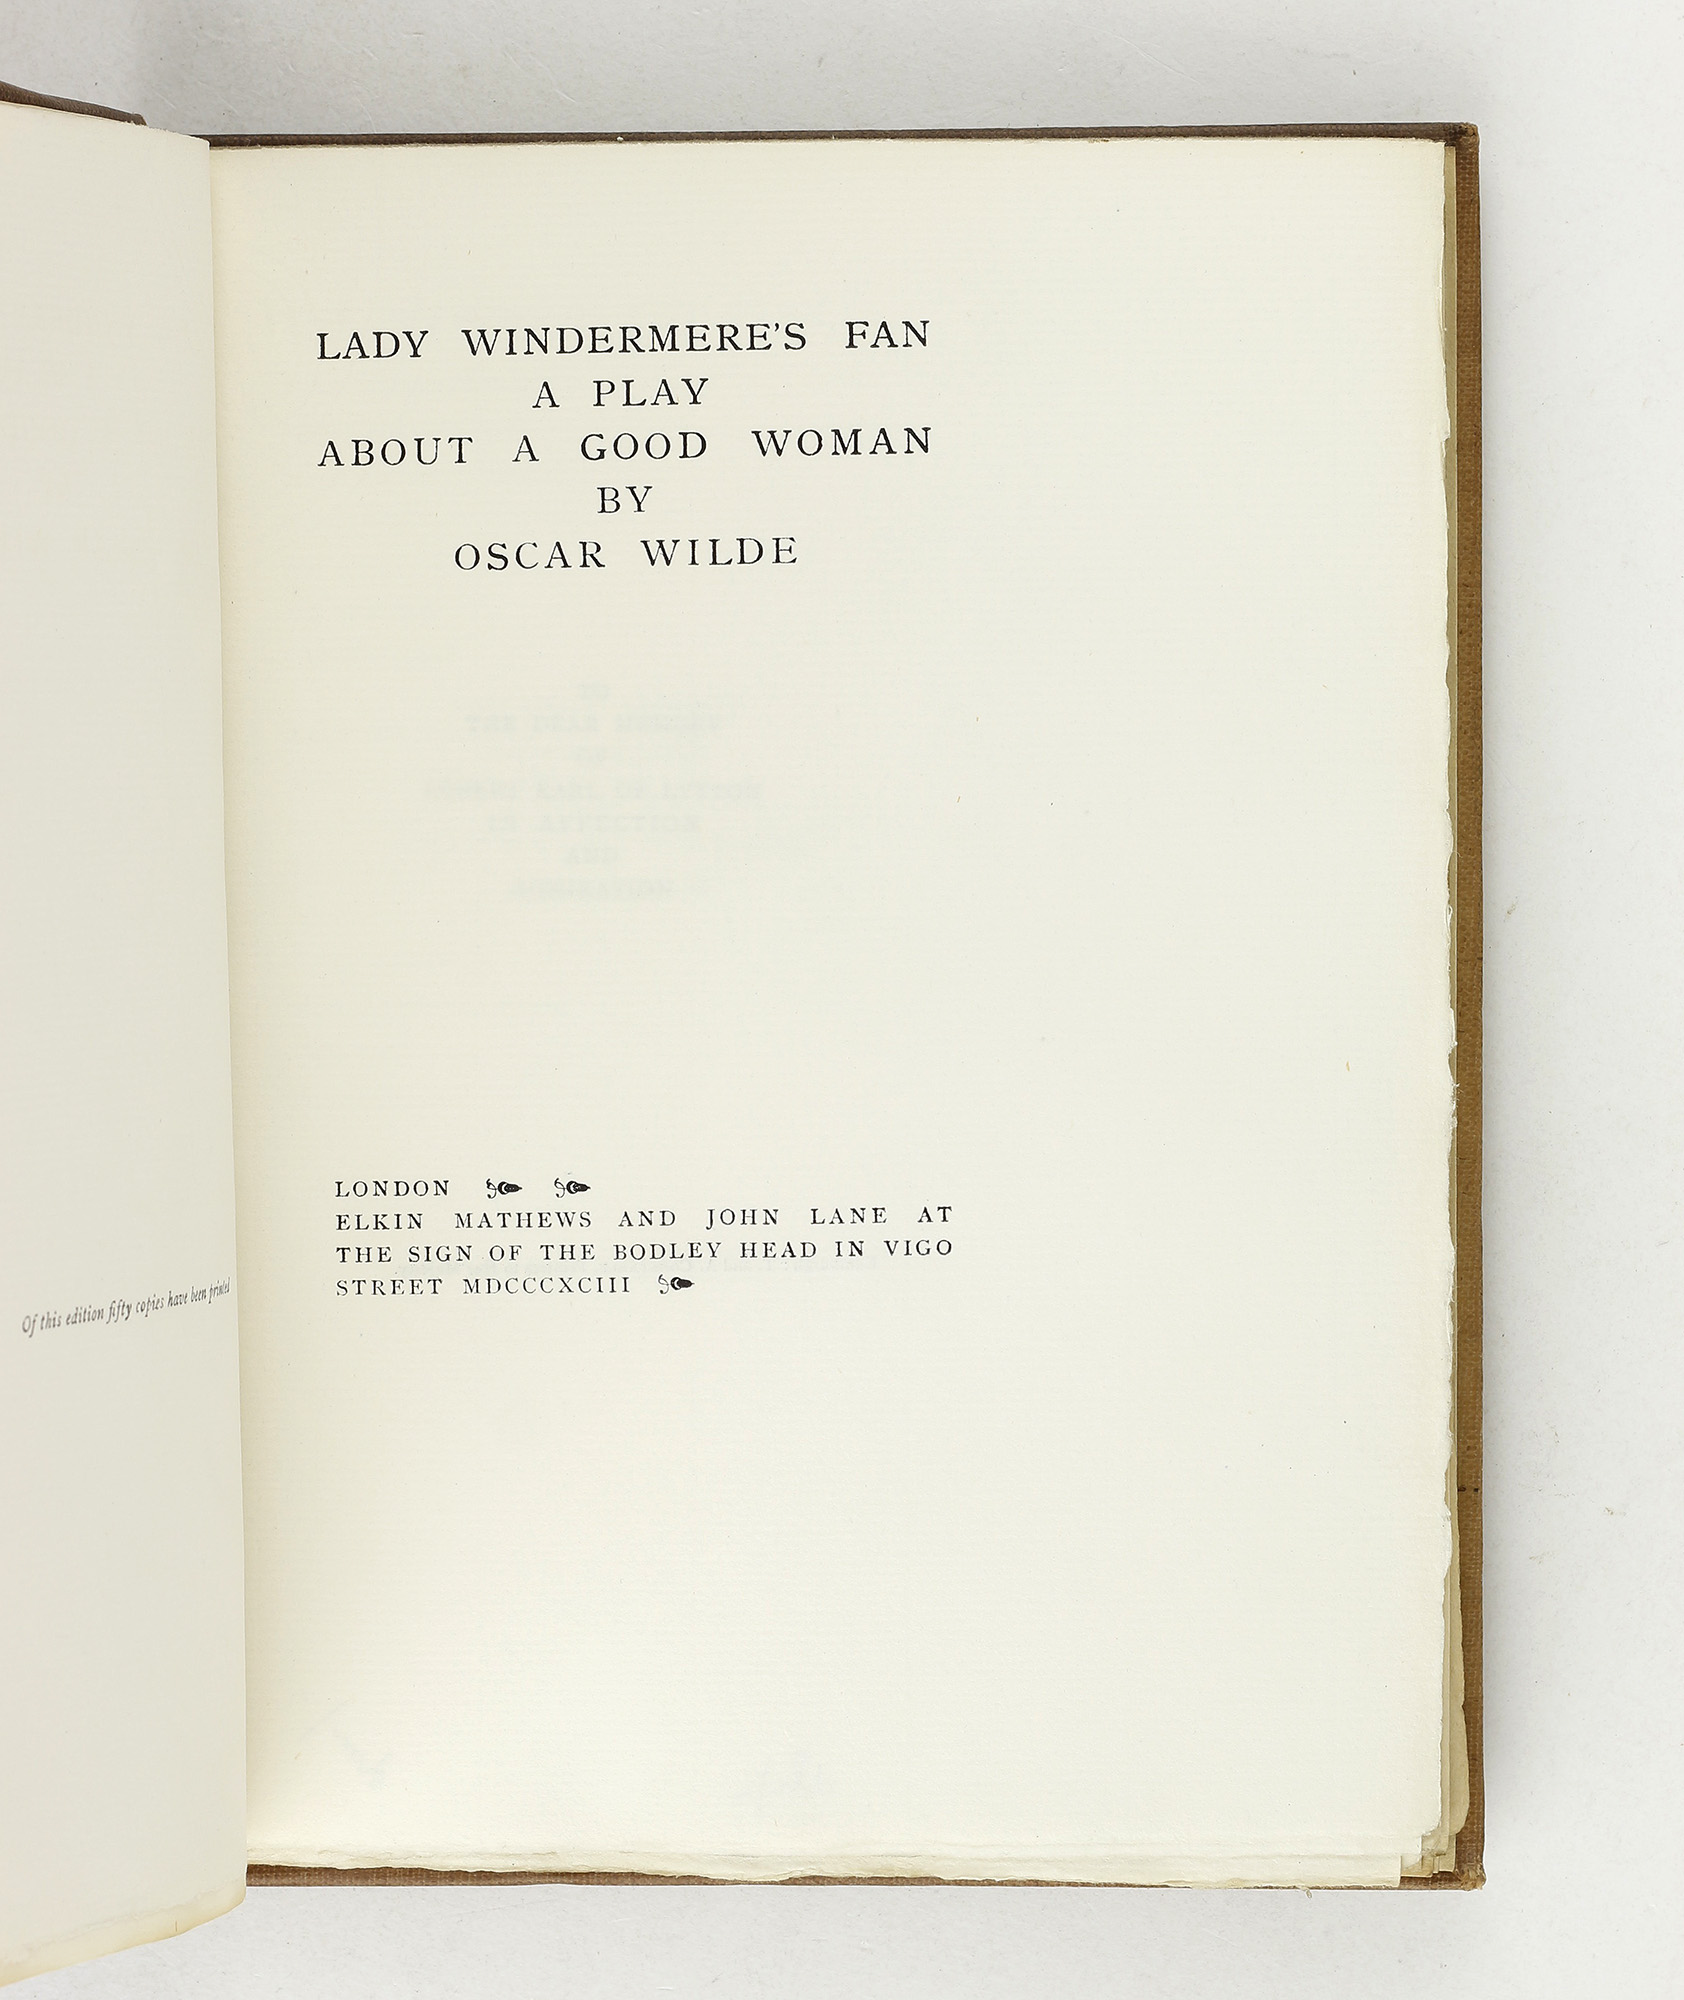 Of this edition fifty copies have been printed
LADY WINDERMERE'S FAN
A PLAY
ABOUT A GOOD WOMAN
BY
OSCAR WILDE
LONDON
ELKIN MATHEWS AND JOHN LANE AT
THE SIGN OF THE BODLEY HEAD IN VIGO
STREET MDCCCXCIII